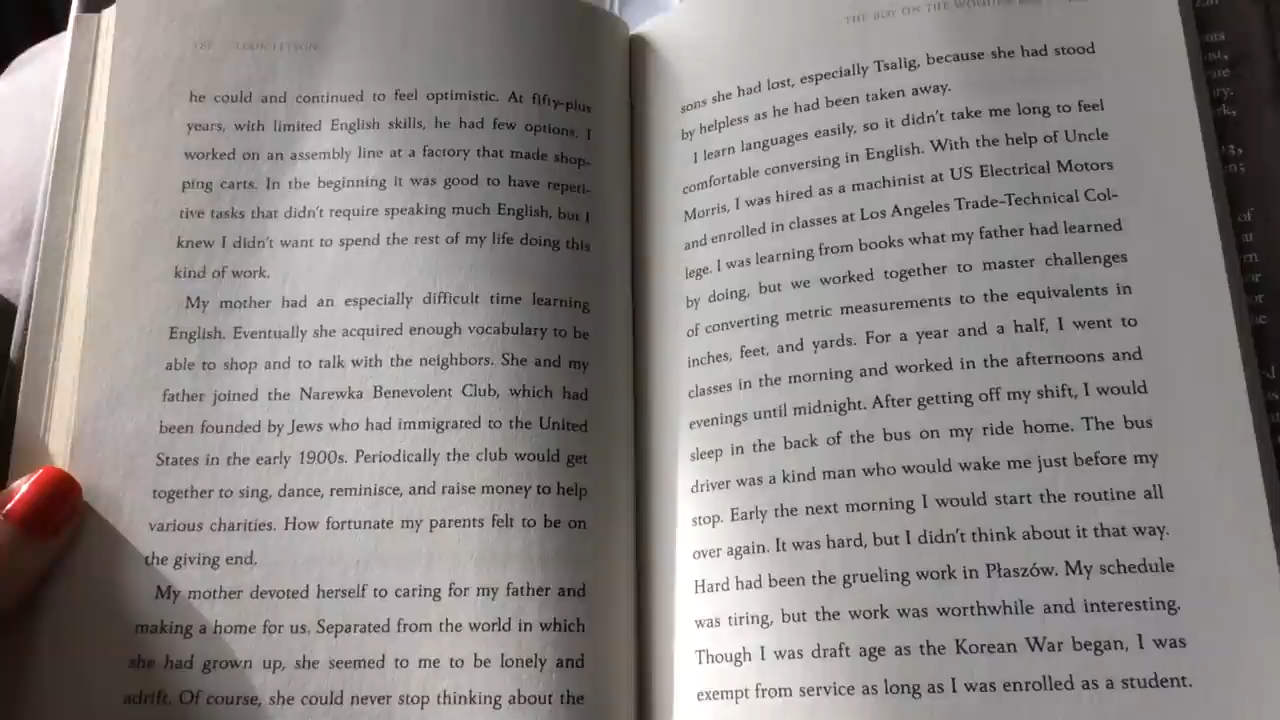 he could and continued to feel optimistic. At fifty-plus
years, with limited English skills, he had few options. I
worked on an assembly line at a factory that made shop-
ping carts. In the beginning it was good to have repeti-
tive tasks that didn't require speaking much English, but I
knew I didn't want to spend the rest of my life doing this
kind of work.
My mother had an especially difficult time learning
English. Eventually she acquired enough vocabulary to be
able to shop and to talk with the neighbors. She and my
father joined the Narewka Benevolent Club, which had
been founded by Jews who had immigrated to the United
States in the early 1900s. Periodically the club would get
together to sing, dance, reminisce, and raise money to help
various charities. How fortunate my parents felt to be on
the giving end.
My mother devoted herself to caring for my father and
making a home for us. Separated from the world in which
she had grown up, she seemed to me to be lonely and
adrift. Of course, she could never stop thinking about the
THE BOY ON THE WOODEN
sons she had lost, especially Tsalig, because she had stood
by helpless as he had been taken away.
I learn languages easily, so it didn't take me long to feel
comfortable conversing in English. With the help of Uncle
Morris, I was hired as a machinist at US Electrical Motors
and enrolled in classes at Los Angeles Trade-Technical Col-
lege. I was learning from books what my father had learned
by doing, but we worked together to master challenges
of converting metric measurements to the equivalents in
inches, feet, and yards. For a year and a half, I went to
classes in the morning and worked in the afternoons and
evenings until midnight. After getting off my shift, I would
sleep in the back of the bus on my ride home. The bus
driver was a kind man who would wake me just before my
stop. Early the next morning I would start the routine all
over again. It was hard, but I didn't think about it that way.
Hard had been the grueling work in Płaszów. My schedule
was tiring, but the work was worthwhile and interesting.
Though I was draft age as the Korean War began, I was
exempt from service as long as I was enrolled as a student.